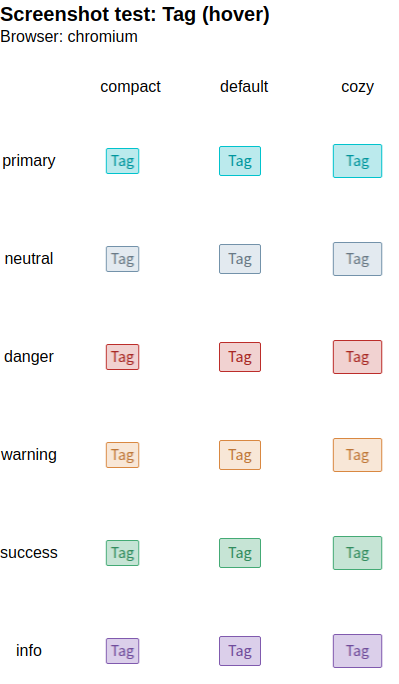 Screenshot test: Tag (hover)
Browser: chromium
compact default cozy
primary Tag Tag Tag
neutral Tag Tag Tag
danger Tag Tag Tag
warning Tag Tag Tag
success Tag Tag Tag
info Tag Tag Tag